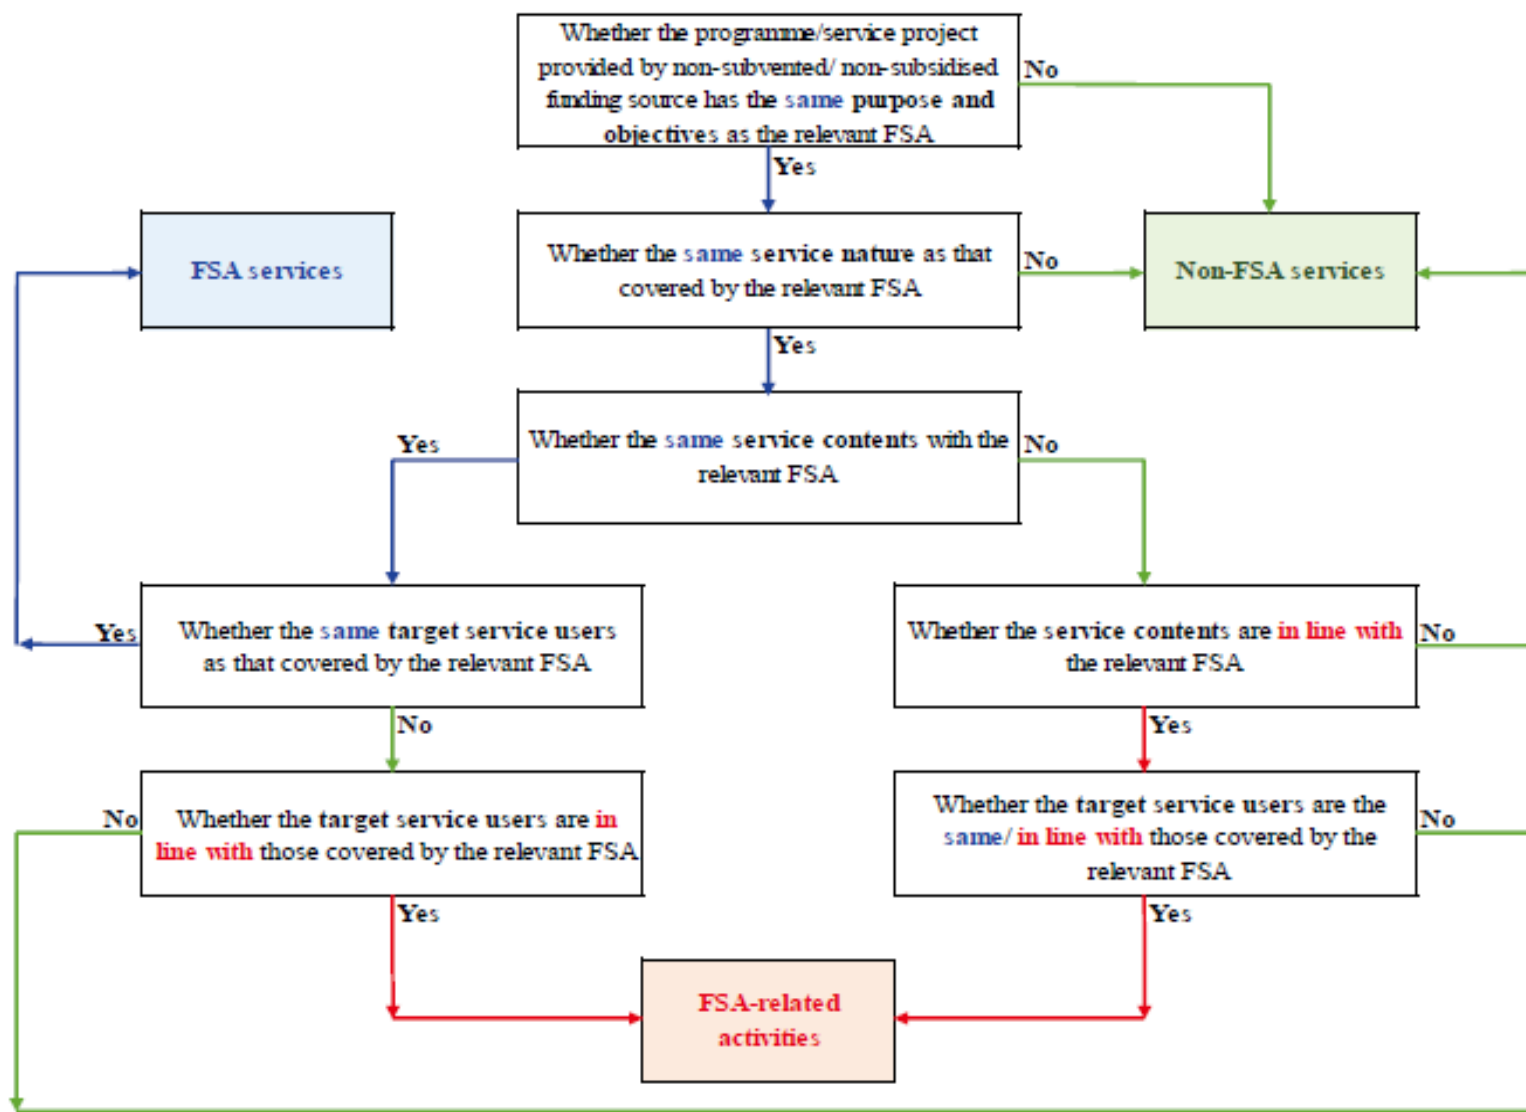 Whether the programme/service project
provided by non-subvented/ non-subsidised
funding source has the same purpose and
objectives as the relevant FSA
No
Yes
FSA services
Whether the same service nature as that
covered by the relevant FSA
No
Non-FSA services
Yes
Yes
Whether the same service contents with the
relevant FSA
No
Yes
Whether the same target service users
as that covered by the relevant FSA
Whether the service contents are in line with
the relevant FSA
No
No
Yes
No
Whether the target service users are in
line with those covered by the relevant FSA
Whether the target service users are the
same/ in line with those covered by the
relevant FSA
No
Yes
Yes
FSA-related
activities